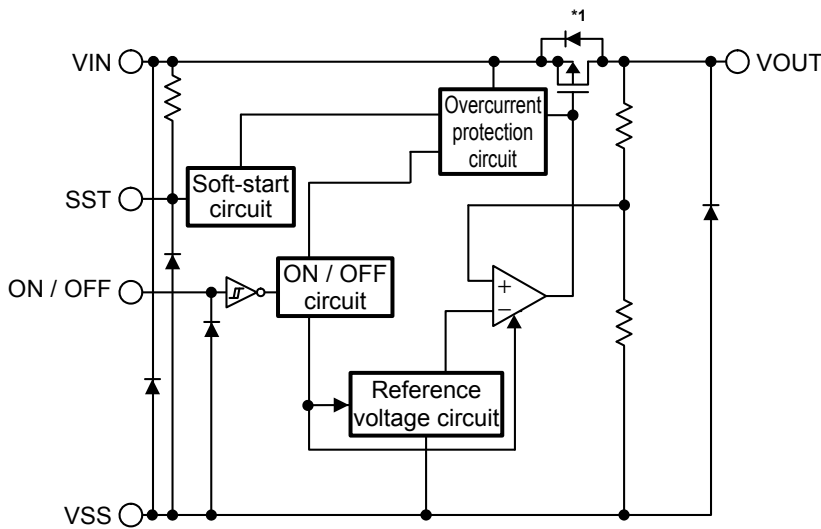 *1
VIN
VOUT
Overcurrent
protection
circuit
SST
Soft-start
circuit
ON / OFF
ON / OFF
circuit
+
−
Reference
voltage circuit
VSS